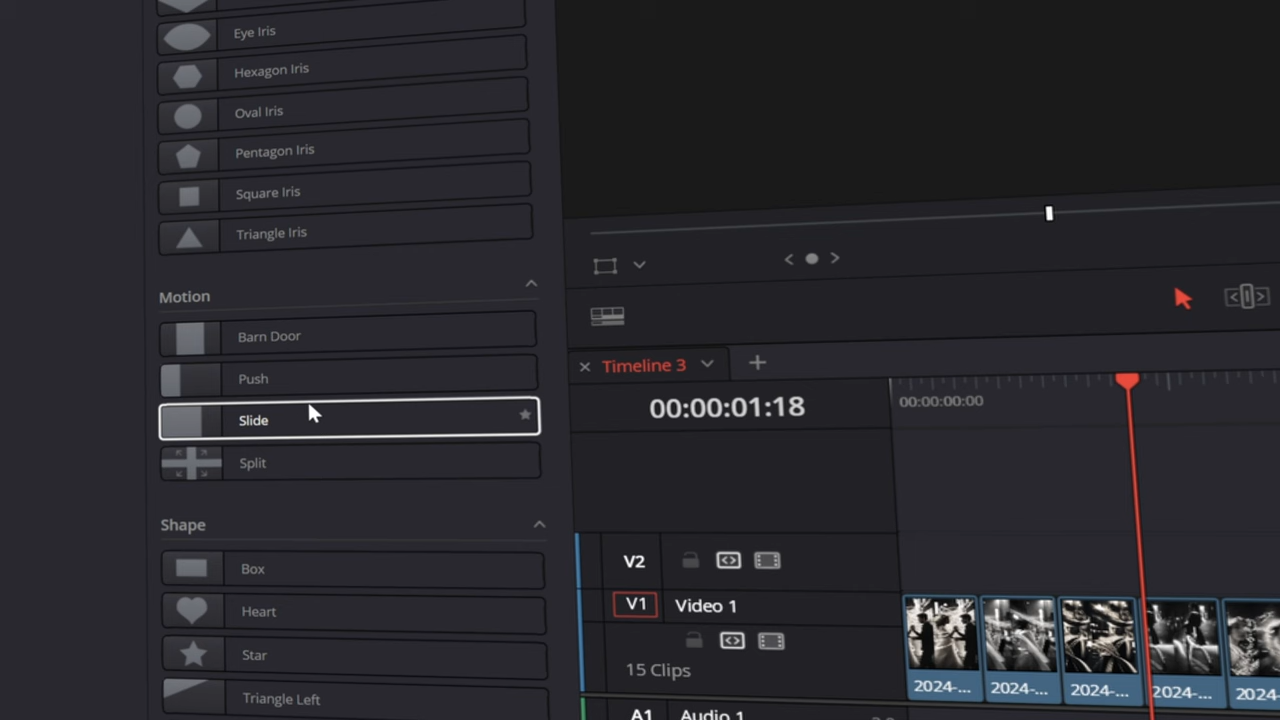 Eye Iris
Hexagon Iris
Oval Iris
Pentagon Iris
Square Iris
Triangle Iris
Motion
Barn Door
Push
Slide
Split
Shape
Box
Heart
Star
Triangle Left
Timeline 3
00:00:01:18
00:00:00:00
V2
V1 Video 1
15 Clips
2024-... 2024-... 2024-... 2024-... 2024
A1 Audio 1